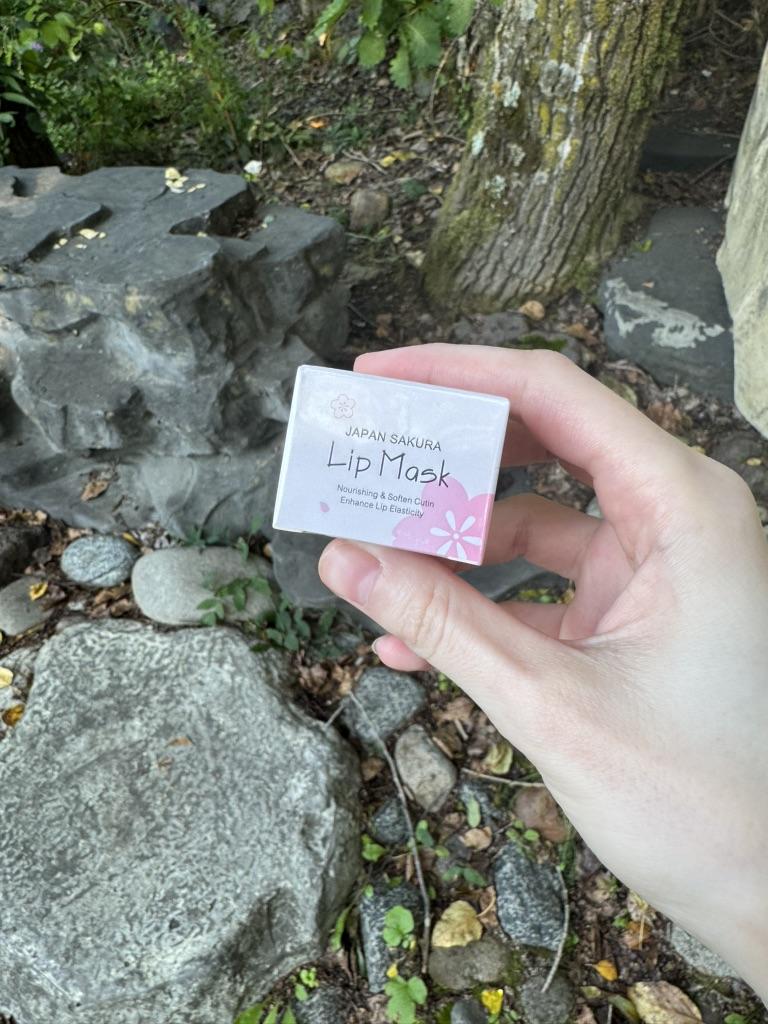 JAPAN SAKURA
Lip Mask
Nourishing & Soften Cutin
Enhance Lip Elasticity